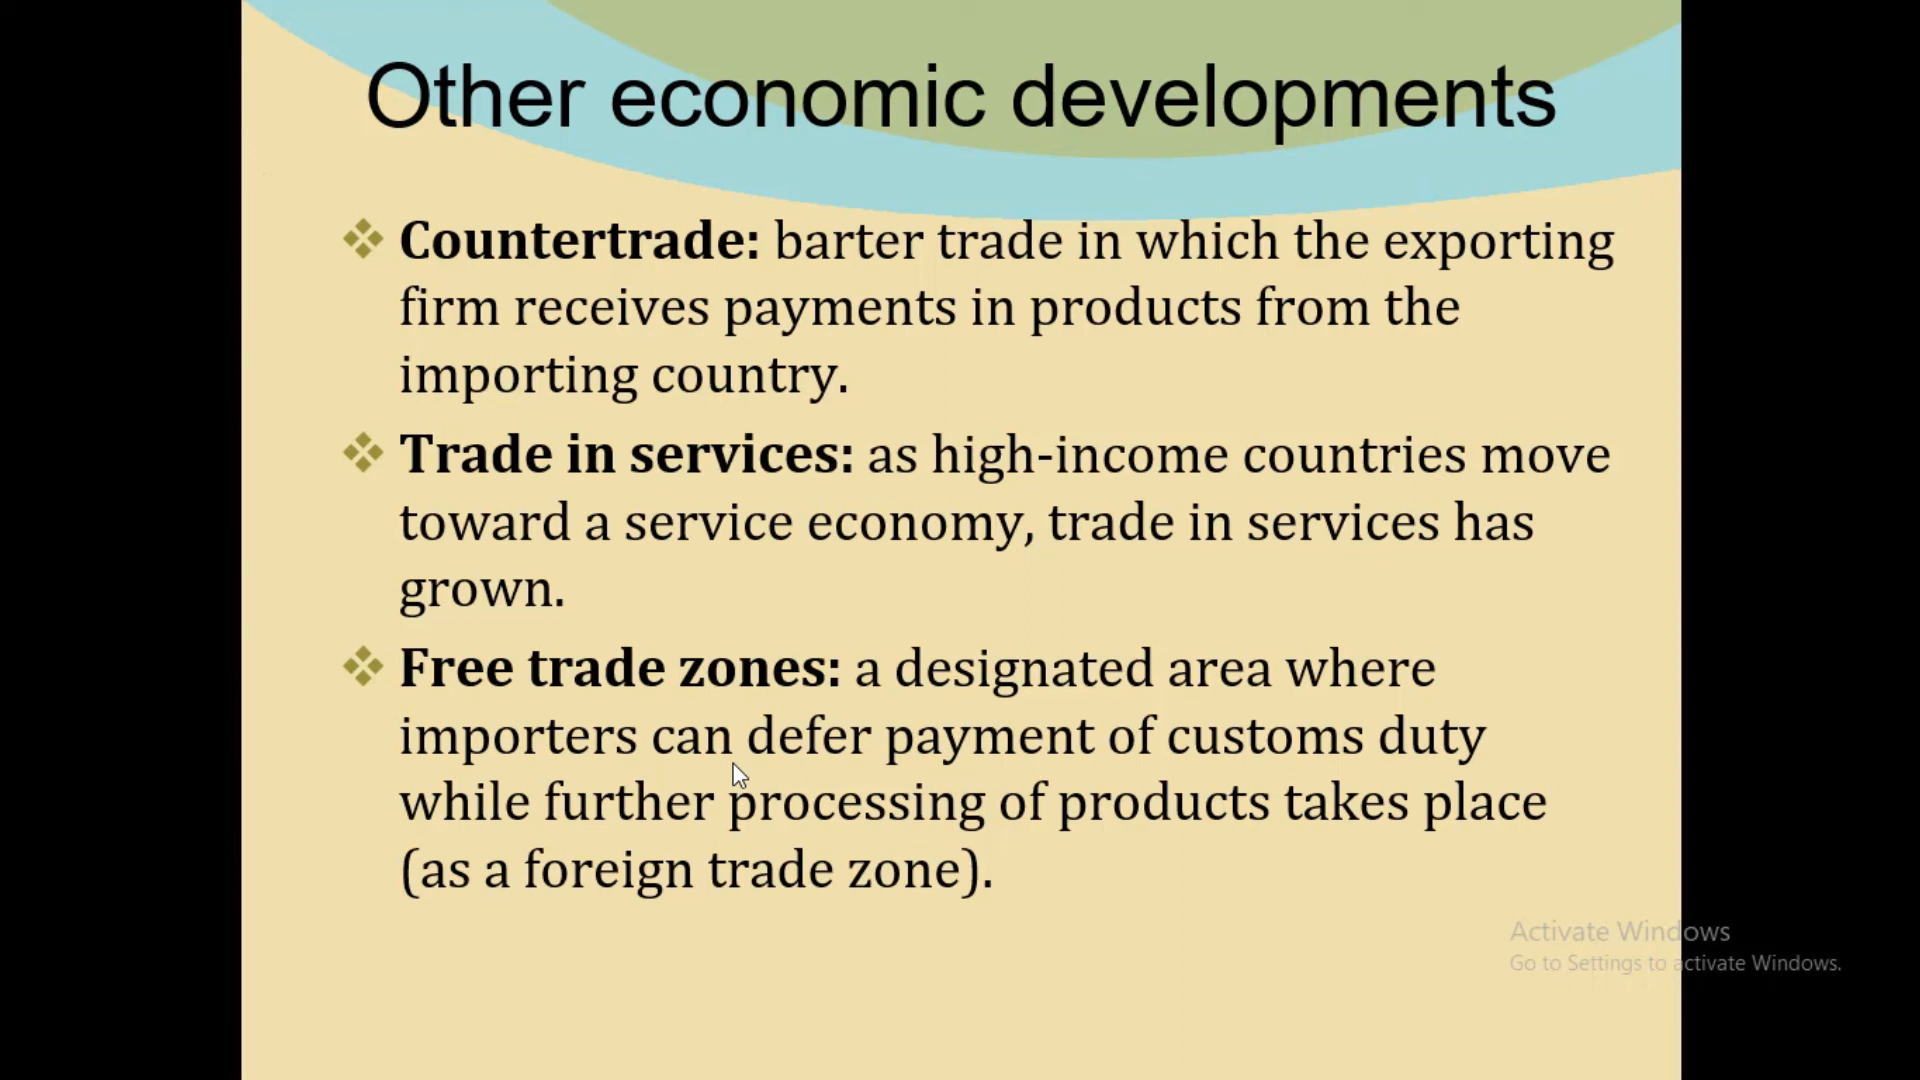 Other economic developments
Countertrade: barter trade in which the exporting
firm receives payments in products from the
importing country.
Trade in services: as high-income countries move
toward a service economy, trade in services has
grown.
Free trade zones: a designated area where
importers can defer payment of customs duty
while further processing of products takes place
(as a foreign trade zone).
Activate Windows
Go to Settings to activate Windows.